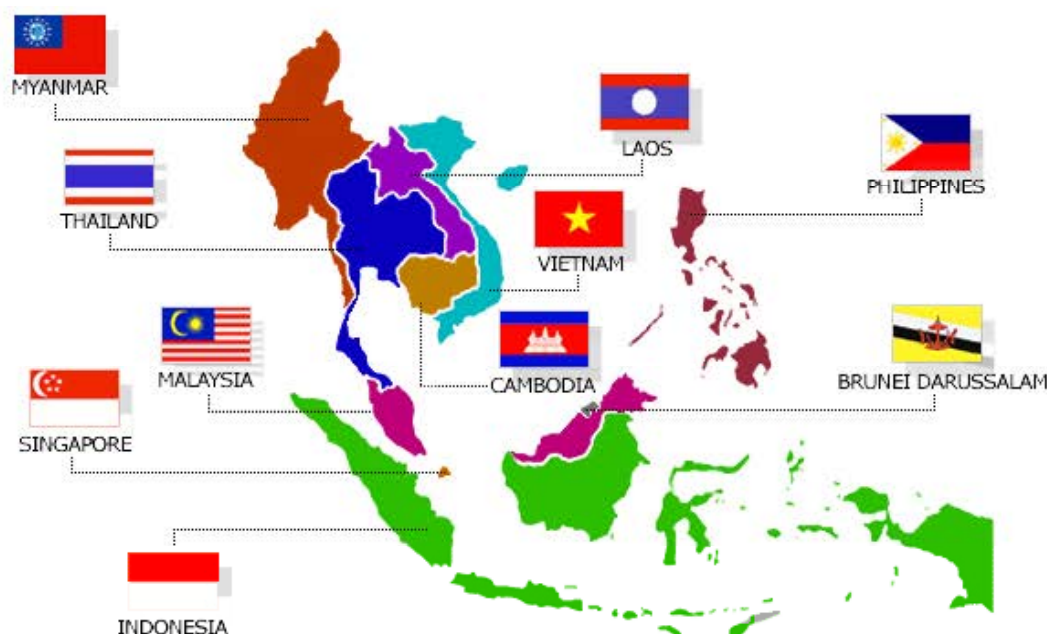 MYANMAR
LAOS
PHILIPPINES
THAILAND
VIETNAM
MALAYSIA
CAMBODIA
BRUNEI DARUSSALAM
SINGAPORE
INDONESIA